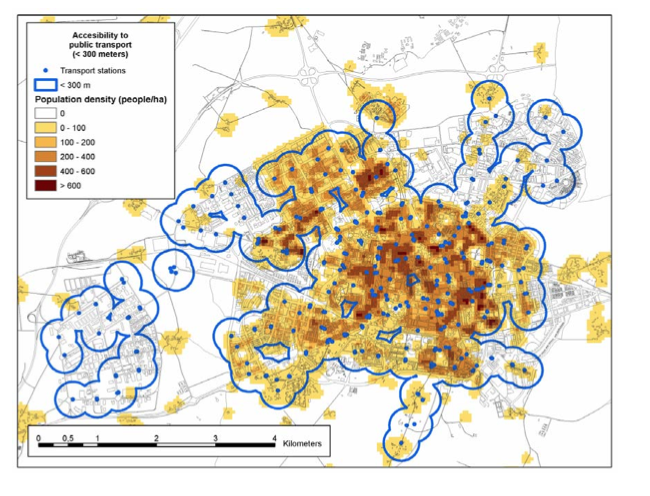 Accesibility to
public transport
(< 300 meters)
Transport stations
< 300 m
Population density (people/ha)
0
0 - 100
100 - 200
200 - 400
400 - 600
> 600
0 0,5 1 2 3 4 Kilometers